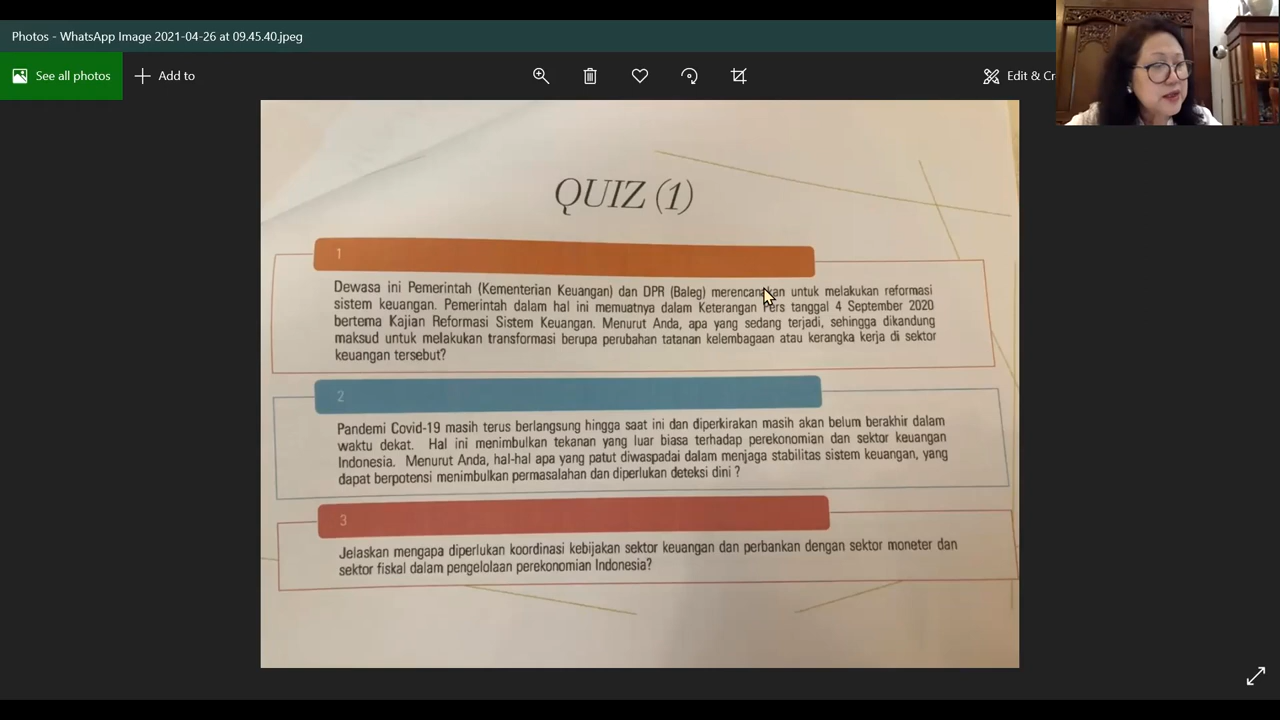 Photos - WhatsApp Image 2021-04-26 at 09.45.40.jpeg
See all photos
Add to
Edit & Cr
QUIZ (1)
1
Dewasa ini Pemerintah (Kementerian Keuangan) dan DPR (Baleg) merencanakan untuk melakukan reformasi
sistem keuangan. Pemerintah dalam hal ini memuatnya dalam Keterangan Pers tanggal 4 September 2020
bertema Kajian Reformasi Sistem Keuangan. Menurut Anda, apa yang sedang terjadi, sehingga dikandung
maksud untuk melakukan transformasi berupa perubahan tatanan kelembagaan atau kerangka kerja di sektor
keuangan tersebut?
2
Pandemi Covid-19 masih terus berlangsung hingga saat ini dan diperkirakan masih akan belum berakhir dalam
waktu dekat. Hal ini menimbulkan tekanan yang luar biasa terhadap perekonomian dan sektor keuangan
Indonesia. Menurut Anda, hal-hal apa yang patut diwaspadai dalam menjaga stabilitas sistem keuangan, yang
dapat berpotensi menimbulkan permasalahan dan diperlukan deteksi dini ?
3
Jelaskan mengapa diperlukan koordinasi kebijakan sektor keuangan dan perbankan dengan sektor moneter dan
sektor fiskal dalam pengelolaan perekonomian Indonesia?